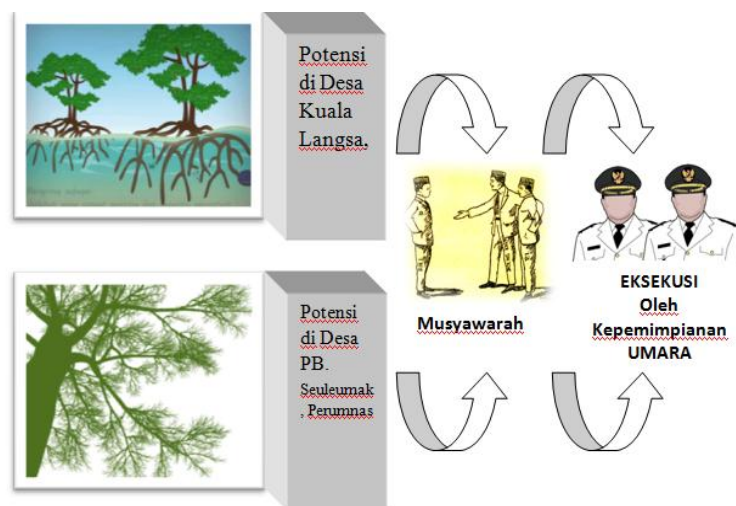 Potensi
di Desa
Kuala
Langsa,
Potensi
di Desa
PB.
Seuleumak
, Perumnas
Musyawarah
EKSEKUSI
Oleh
Kepemimpianan
UMARA